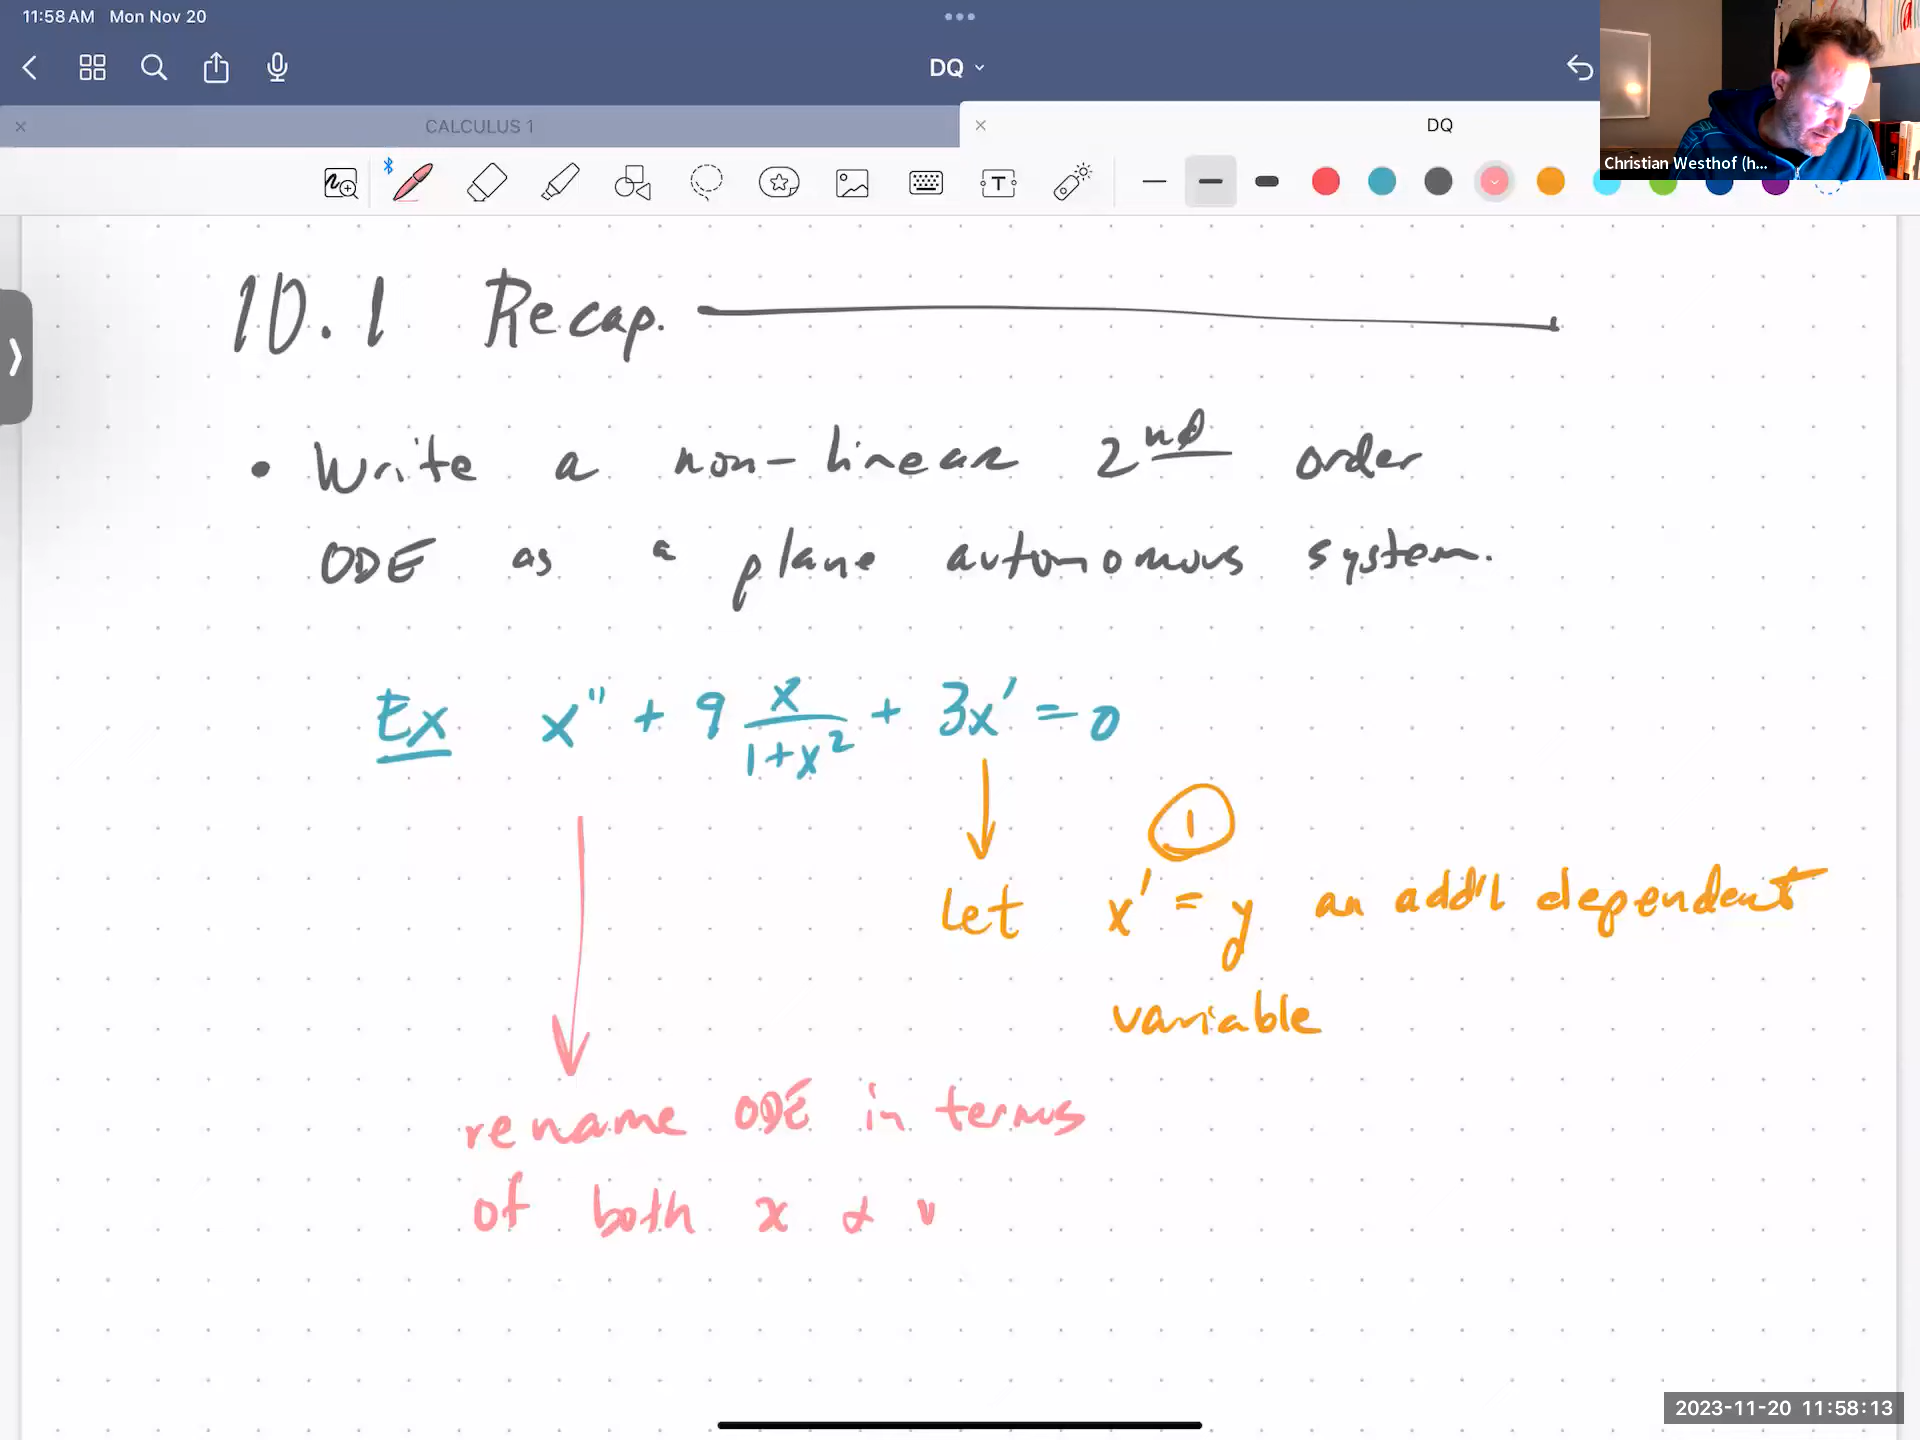 11:58 AM Mon Nov 20
DQ
CALCULUS 1
DQ
Christian Westhof (h...
T
10.1 Recap.
• Write a non-linear 2nd order
ODE as a plane autonomous system.
Ex x'' + 9 x/(1+x²) + 3x' = 0
①
Let x' = y an add'l dependent
variable
rename ODE in terms
of both x &
2023-11-20 11:58:13